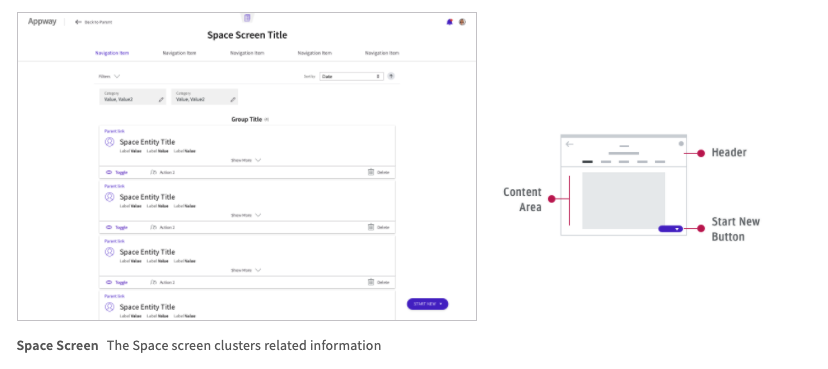 Appway
Back to Parent
Space Screen Title
Navigation Item Navigation Item Navigation Item Navigation Item Navigation Item
Filters Sort by Date
Category Category
Value, Value2 Value, Value2
Group Title
Parent link
Space Entity Title
Label Value Label Value Label Value
Show More
Toggle Action 2 Delete
Parent link
Space Entity Title
Label Value Label Value Label Value
Show More
Toggle Action 2 Delete
Parent link
Space Entity Title
Label Value Label Value Label Value
Show More
Toggle Action 2 Delete
Parent link
Space Entity Title
START NEW
Label Value Label Value Label Value
Header
Content
Area
Start New
Button
Space Screen The Space screen clusters related information